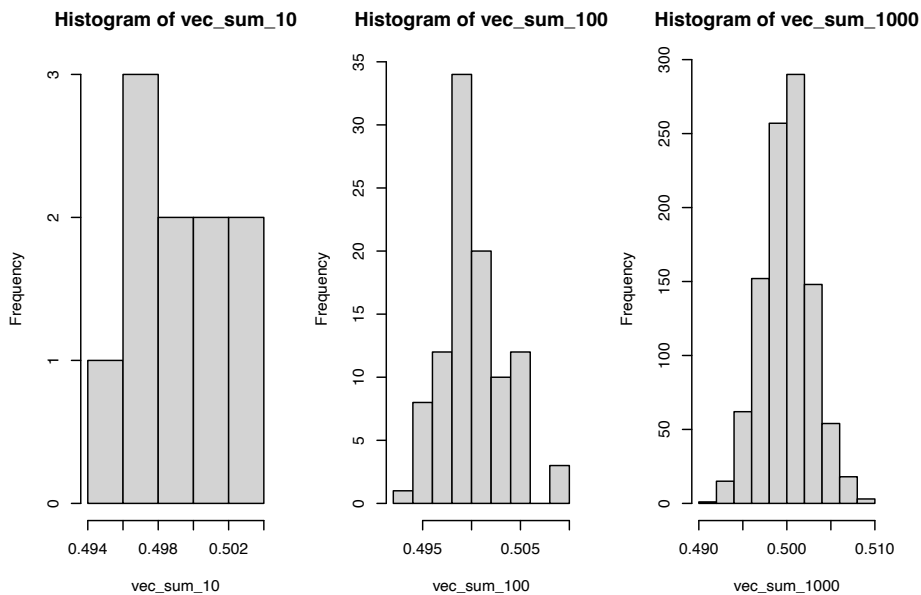 Histogram of vec_sum_10
Frequency
3
2
1
0
0.494 0.498 0.502
vec_sum_10
Histogram of vec_sum_100
Frequency
35
30
25
20
15
10
5
0
0.495 0.505
vec_sum_100
Histogram of vec_sum_1000
Frequency
300
250
200
150
100
50
0
0.490 0.500 0.510
vec_sum_1000